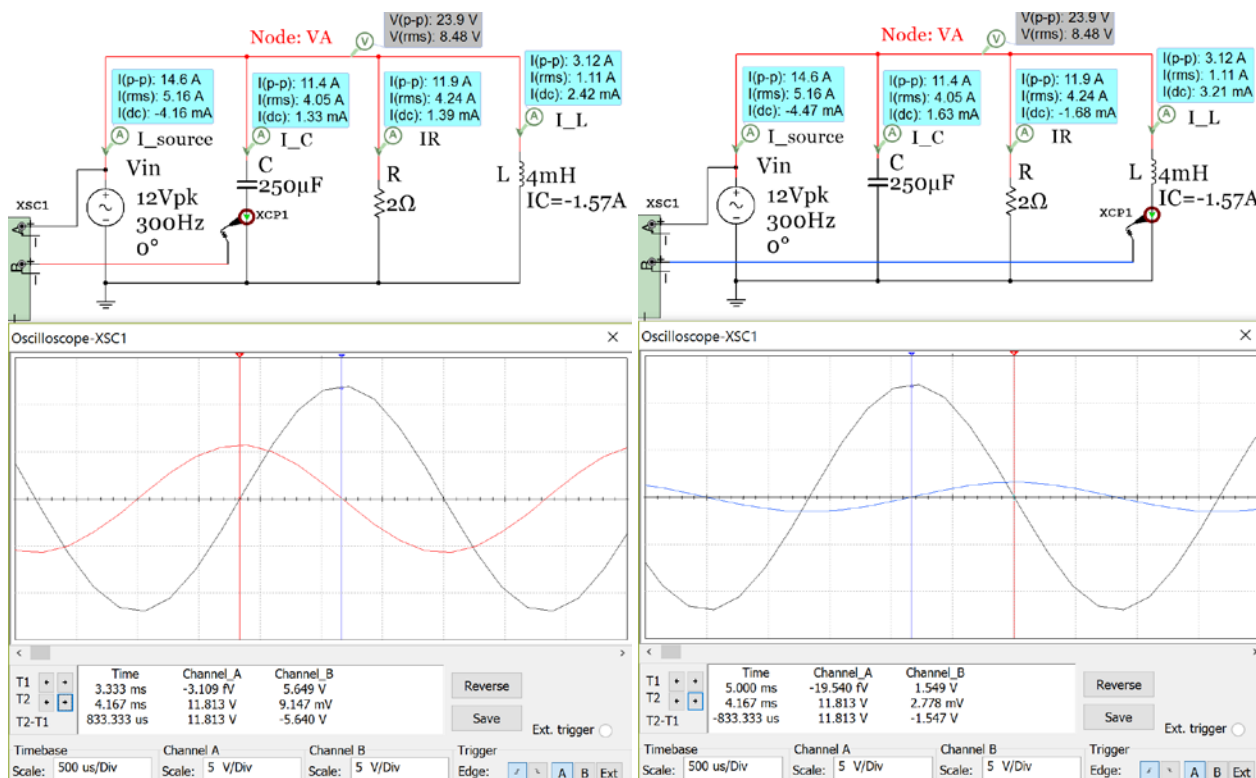 V(p-p): 23.9 V
V(rms): 8.48 V
Node: VA
V
I(p-p): 14.6 A
I(rms): 5.16 A
I(dc): -4.16 mA
I(p-p): 11.4 A
I(rms): 4.05 A
I(dc): 1.33 mA
I(p-p): 11.9 A
I(rms): 4.24 A
I(dc): 1.39 mA
I(p-p): 3.12 A
I(rms): 1.11 A
I(dc): 2.42 mA
A
I_source
A
I_C
A
IR
A
I_L
Vin
12Vpk
300Hz
0°
C
250µF
R
2Ω
L
4mH
IC=-1.57A
XSC1
XCP1
A
B
Oscilloscope-XSC1
Time
Channel_A
Channel_B
T1
3.333 ms
-3.109 fV
5.649 V
T2
4.167 ms
11.813 V
9.147 mV
T2-T1
833.333 us
11.813 V
-5.640 V
Reverse
Save
Ext. trigger
Timebase
Scale: 500 us/Div
Channel A
Scale: 5 V/Div
Channel B
Scale: 5 V/Div
Trigger
Edge: A B Ext
V(p-p): 23.9 V
V(rms): 8.48 V
Node: VA
V
I(p-p): 14.6 A
I(rms): 5.16 A
I(dc): -4.47 mA
I(p-p): 11.4 A
I(rms): 4.05 A
I(dc): 1.63 mA
I(p-p): 11.9 A
I(rms): 4.24 A
I(dc): -1.68 mA
I(p-p): 3.12 A
I(rms): 1.11 A
I(dc): 3.21 mA
A
I_source
A
I_C
A
IR
A
I_L
Vin
12Vpk
300Hz
0°
C
250µF
R
2Ω
L
4mH
IC=-1.57A
XSC1
XCP1
A
B
Oscilloscope-XSC1
Time
Channel_A
Channel_B
T1
5.000 ms
-19.540 fV
1.549 V
T2
4.167 ms
11.813 V
2.778 mV
T2-T1
-833.333 us
11.813 V
-1.547 V
Reverse
Save
Ext. trigger
Timebase
Scale: 500 us/Div
Channel A
Scale: 5 V/Div
Channel B
Scale: 5 V/Div
Trigger
Edge: A B Ext